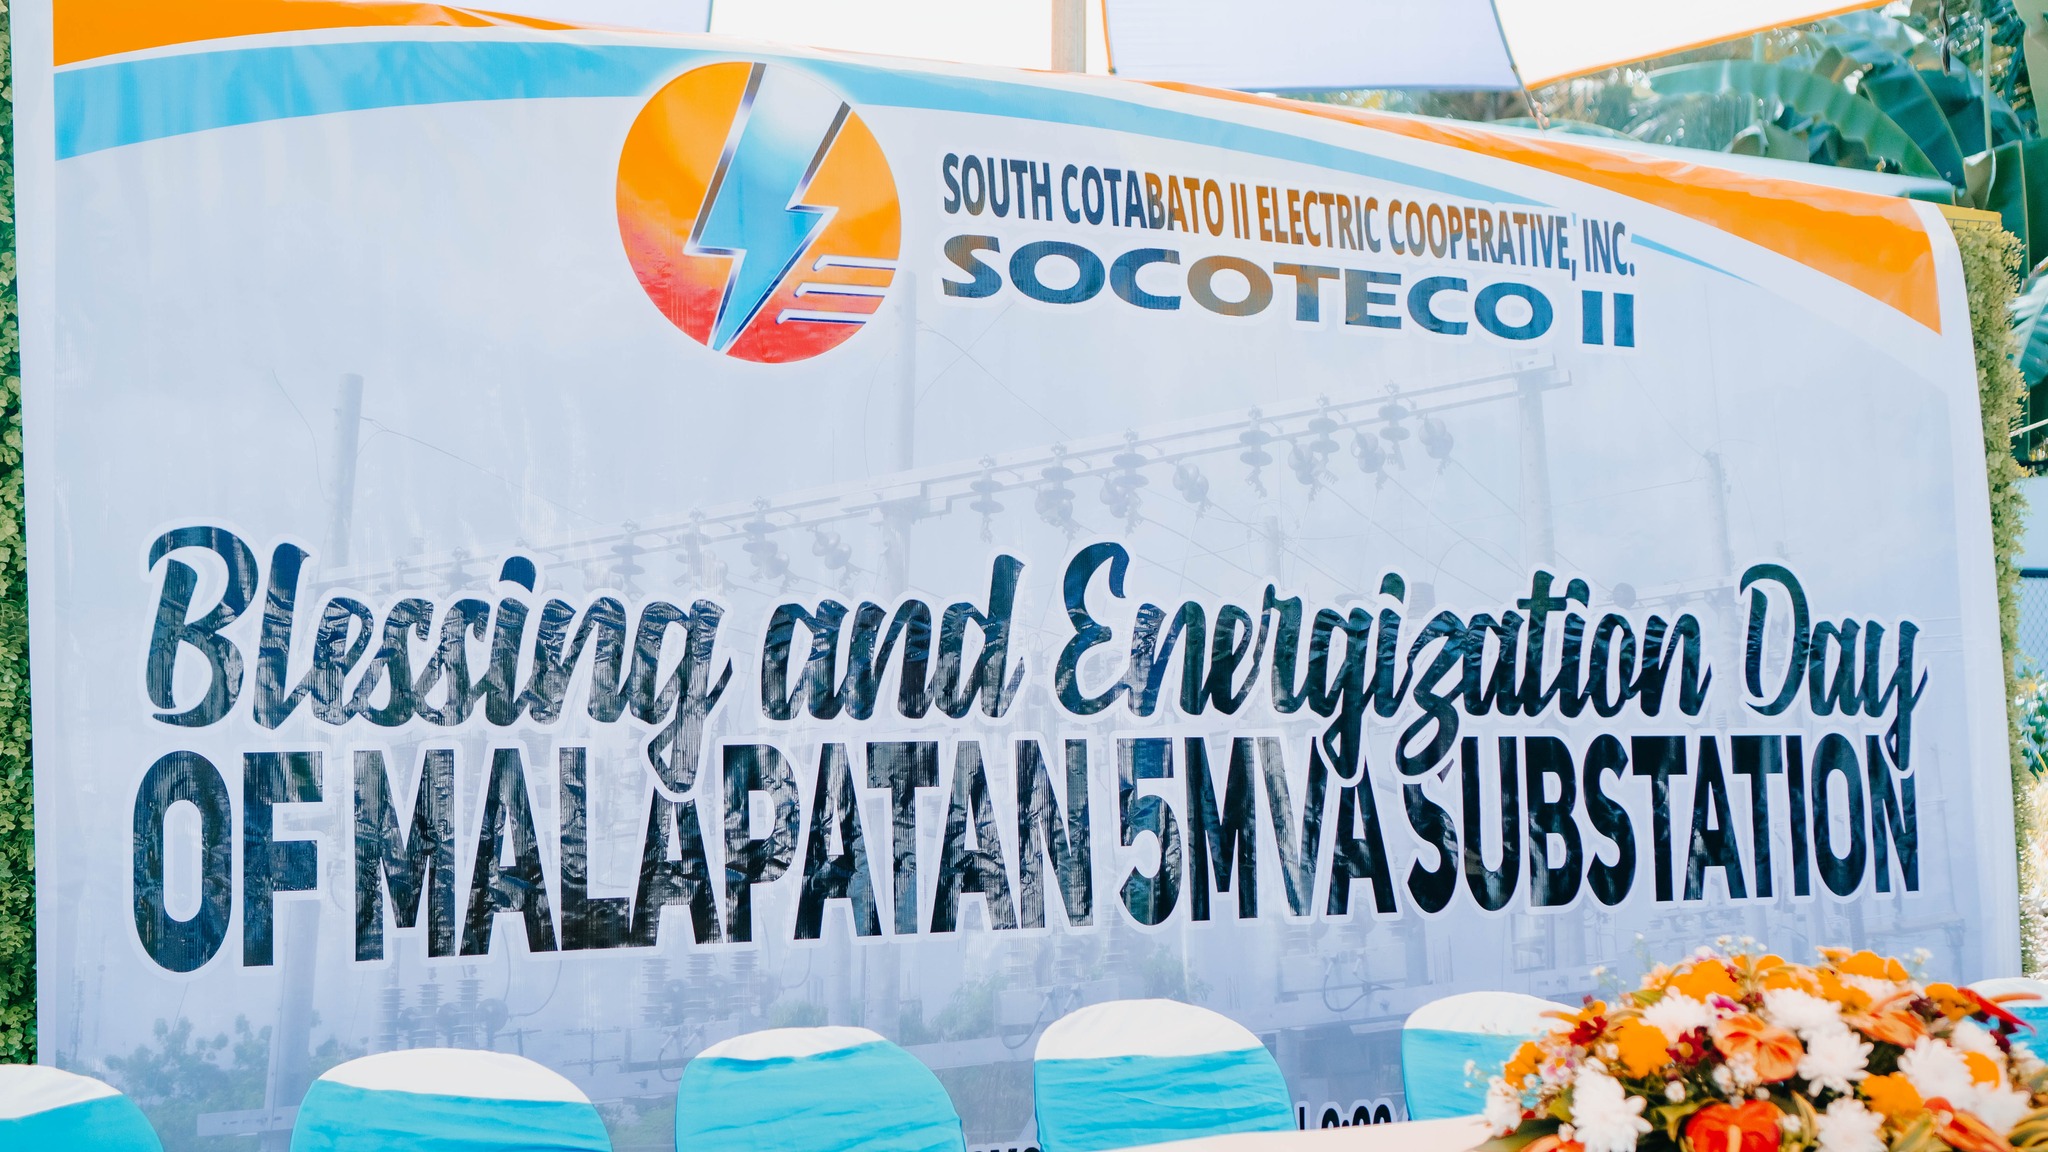 SOUTH COTABATO II ELECTRIC COOPERATIVE, INC.
SOCOTECO II
Blessing and Energization Day
OF MALAPATAN 5MVA SUBSTATION